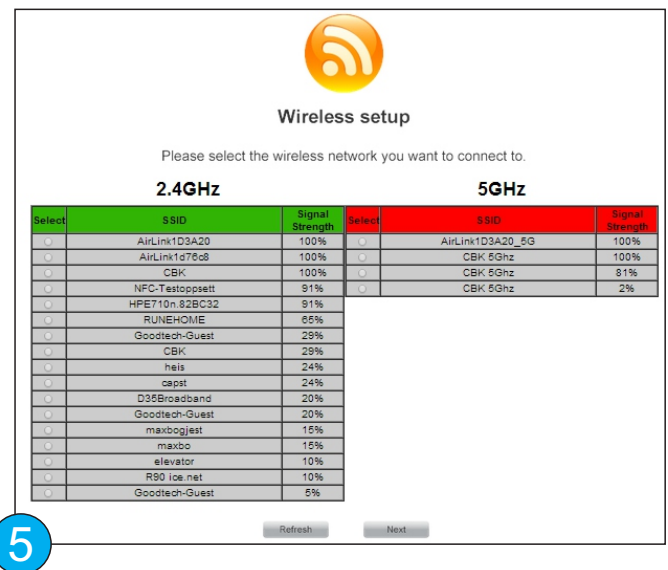 Wireless setup
Please select the wireless network you want to connect to.
2.4GHz
Select SSID Signal Strength
AirLink1D3A20 100%
AirLink1d76c8 100%
CBK 100%
NFC-Testoppsett 91%
HPE710n.82BC32 91%
RUNEHOME 65%
Goodtech-Guest 29%
CBK 29%
heis 24%
capst 24%
D35Broadband 20%
Goodtech-Guest 20%
maxbogjest 15%
maxbo 15%
elevator 10%
R90 ice.net 10%
Goodtech-Guest 5%
5GHz
Select SSID Signal Strength
AirLink1D3A20_5G 100%
CBK 5Ghz 100%
CBK 5Ghz 81%
CBK 5Ghz 2%
Refresh Next
5